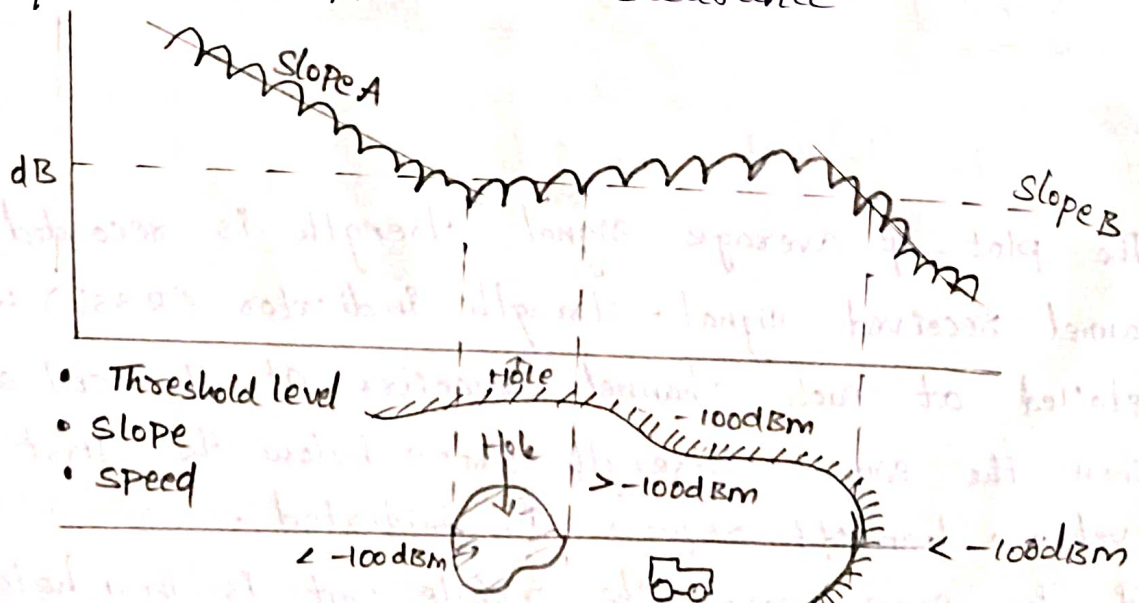 Slope A
dB
Slope B
Hole
• Threshold level
• Slope
• Speed
-100dBm
Hole
>-100dBm
< -100dBm
< -100dBm